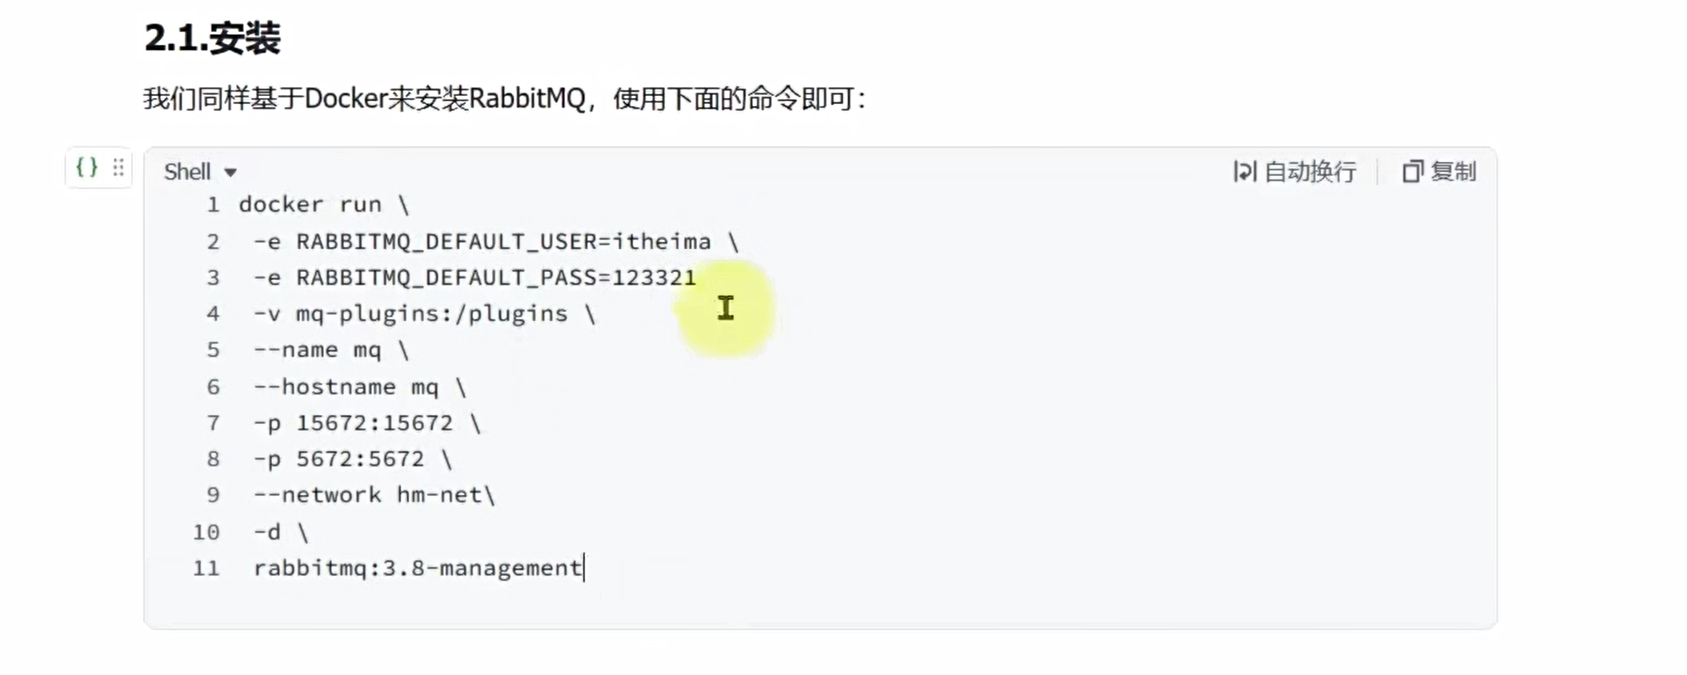 2.1.安装
我们同样基于Docker来安装RabbitMQ，使用下面的命令即可：
{} Shell 自动换行 复制
1 docker run \
2 -e RABBITMQ_DEFAULT_USER=itheima \
3 -e RABBITMQ_DEFAULT_PASS=123321
4 -v mq-plugins:/plugins \
5 --name mq \
6 --hostname mq \
7 -p 15672:15672 \
8 -p 5672:5672 \
9 --network hm-net\
10 -d \
11 rabbitmq:3.8-management